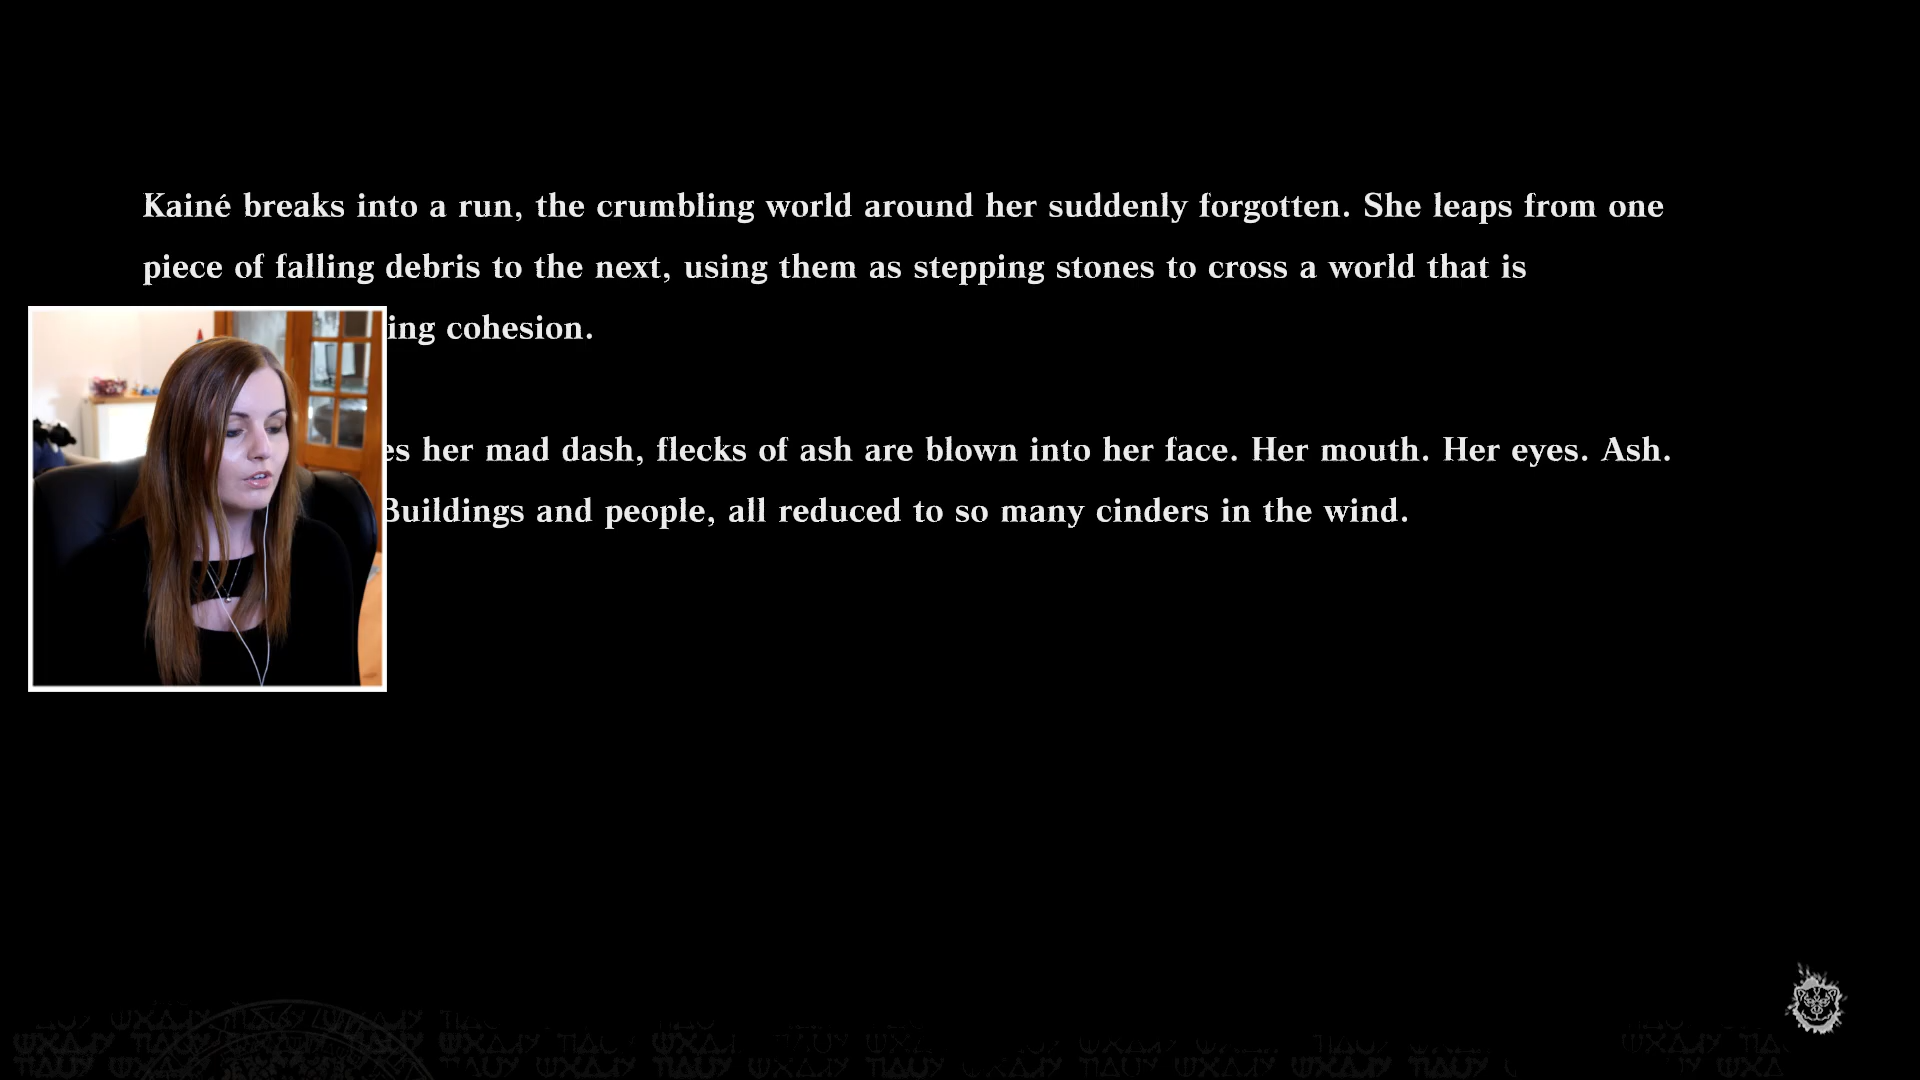 Kainé breaks into a run, the crumbling world around her suddenly forgotten. She leaps from one
piece of falling debris to the next, using them as stepping stones to cross a world that is
cohesion.
her mad dash, flecks of ash are blown into her face. Her mouth. Her eyes. Ash.
Buildings and people, all reduced to so many cinders in the wind.